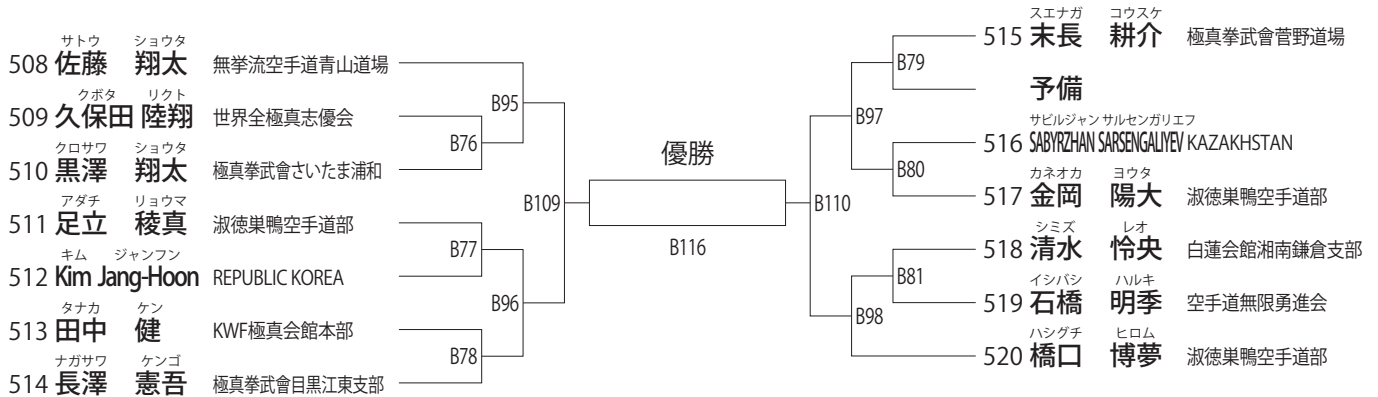 サトウ ショウタ
508 佐藤 翔太 無挙流空手道青山道場
クボタ リクト
509 久保田 陸翔 世界全極真志優会
クロサワ ショウタ
510 黒澤 翔太 極真拳武會さいたま浦和
アダチ リョウマ
511 足立 稜真 淑徳巣鴨空手道部
キム ジャンフン
512 Kim Jang-Hoon REPUBLIC KOREA
タナカ ケン
513 田中 健 KWF極真会館本部
ナガサワ ケンゴ
514 長澤 憲吾 極真拳武會目黒江東支部
B95
B76
B109
B77
B96
B78
優勝
B116
B79
B97
B80
B110
B81
B98
スエナガ コウスケ
515 末長 耕介 極真拳武會菅野道場
予備
サビルジャン サルセンガリエフ
516 SABYRZHAN SARSENGALIYEV KAZAKHSTAN
カネオカ ヨウタ
517 金岡 陽大 淑徳巣鴨空手道部
シミズ レオ
518 清水 怜央 白蓮会館湘南鎌倉支部
イシバシ ハルキ
519 石橋 明季 空手道無限勇進会
ハシグチ ヒロム
520 橋口 博夢 淑徳巣鴨空手道部